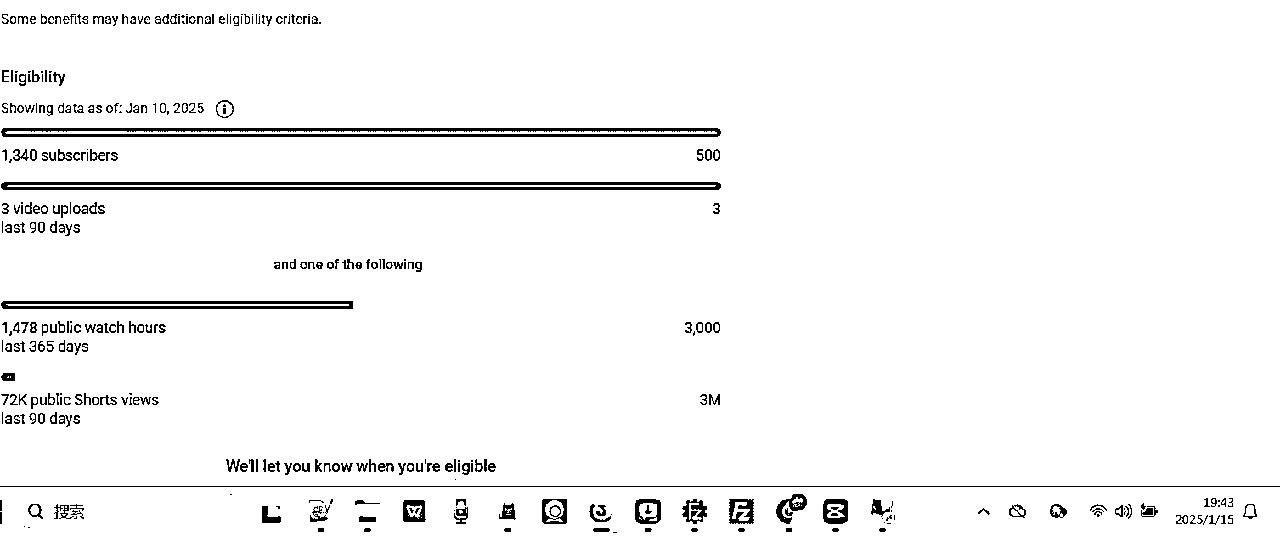 Some benefits may have additional eligibility criteria.
Eligibility
Showing data as of: Jan 10, 2025
1,340 subscribers 500
3 video uploads 3
last 90 days
and one of the following
1,478 public watch hours 3,000
last 365 days
72K public Shorts views 3M
last 90 days
We'll let you know when you're eligible
搜索
19:43
2025/1/15